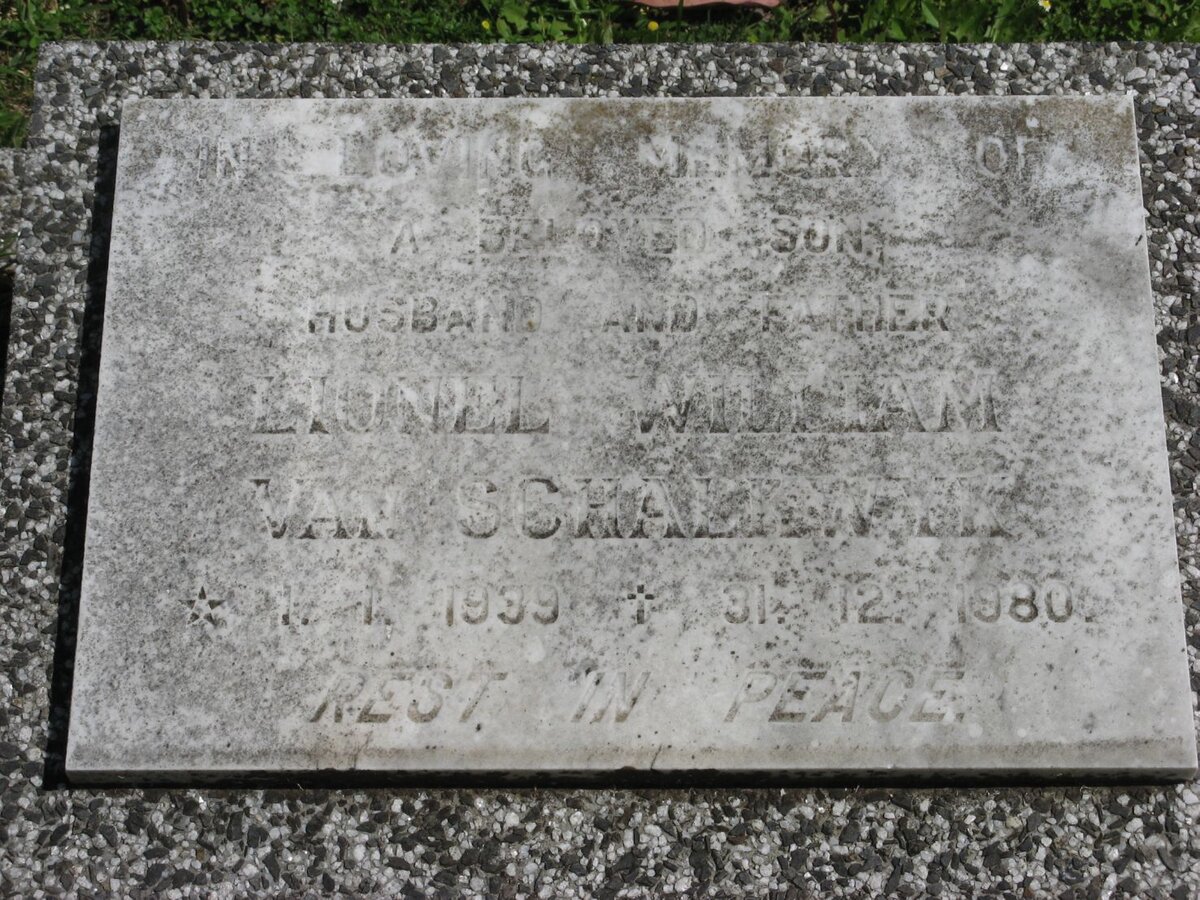 IN LOVING MEMORY OF
A BELOVED SON,
HUSBAND AND FATHER
LIONEL WILLIAM
VAN SCHALKWYK
★ 1. 1. 1939 ✝ 31. 12. 1980.
REST IN PEACE.